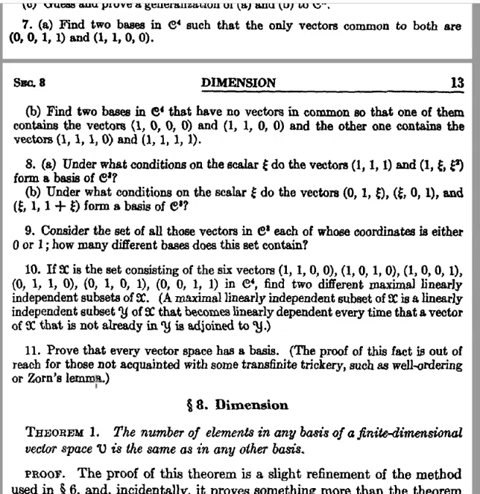 (c) Guess and prove a generalization of (a) and (b) to 𝒞ⁿ.
7. (a) Find two bases in 𝒞⁴ such that the only vectors common to both are
(0, 0, 1, 1) and (1, 1, 0, 0).
SEC. 8 DIMENSION 13
(b) Find two bases in 𝒞⁴ that have no vectors in common so that one of them
contains the vectors (1, 0, 0, 0) and (1, 1, 0, 0) and the other one contains the
vectors (1, 1, 1, 0) and (1, 1, 1, 1).
8. (a) Under what conditions on the scalar ξ do the vectors (1, 1, 1) and (1, ξ, ξ²)
form a basis of 𝒞³?
(b) Under what conditions on the scalar ξ do the vectors (0, 1, ξ), (ξ, 0, 1), and
(ξ, 1, 1 + ξ) form a basis of 𝒞³?
9. Consider the set of all those vectors in 𝒞³ each of whose coordinates is either
0 or 1; how many different bases does this set contain?
10. If 𝒳 is the set consisting of the six vectors (1, 1, 0, 0), (1, 0, 1, 0), (1, 0, 0, 1),
(0, 1, 1, 0), (0, 1, 0, 1), (0, 0, 1, 1) in 𝒞⁴, find two different maximal linearly
independent subsets of 𝒳. (A maximal linearly independent subset of 𝒳 is a linearly
independent subset 𝒴 of 𝒳 that becomes linearly dependent every time that a vector
of 𝒳 that is not already in 𝒴 is adjoined to 𝒴.)
11. Prove that every vector space has a basis. (The proof of this fact is out of
reach for those not acquainted with some transfinite trickery, such as well-ordering
or Zorn's lemma.)
§ 8. Dimension
THEOREM 1. The number of elements in any basis of a finite-dimensional
vector space 𝒱 is the same as in any other basis.
PROOF. The proof of this theorem is a slight refinement of the method
used in § 6, and, incidentally, it proves something more than the theorem